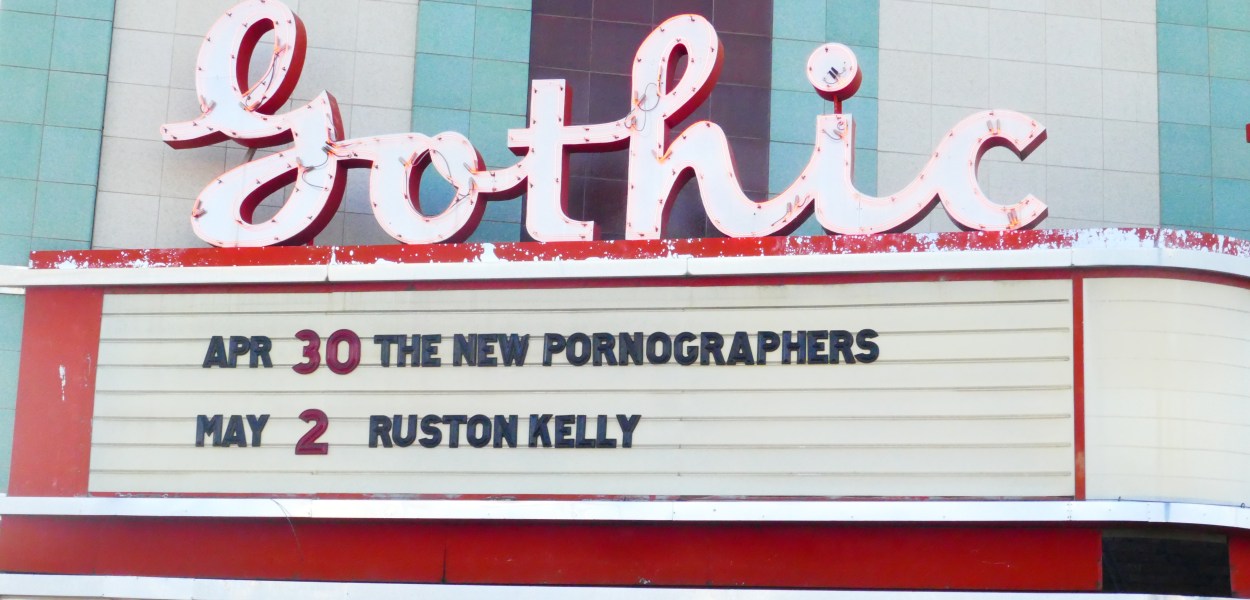 Gothic
APR 30 THE NEW PORNOGRAPHERS
MAY 2 RUSTON KELLY